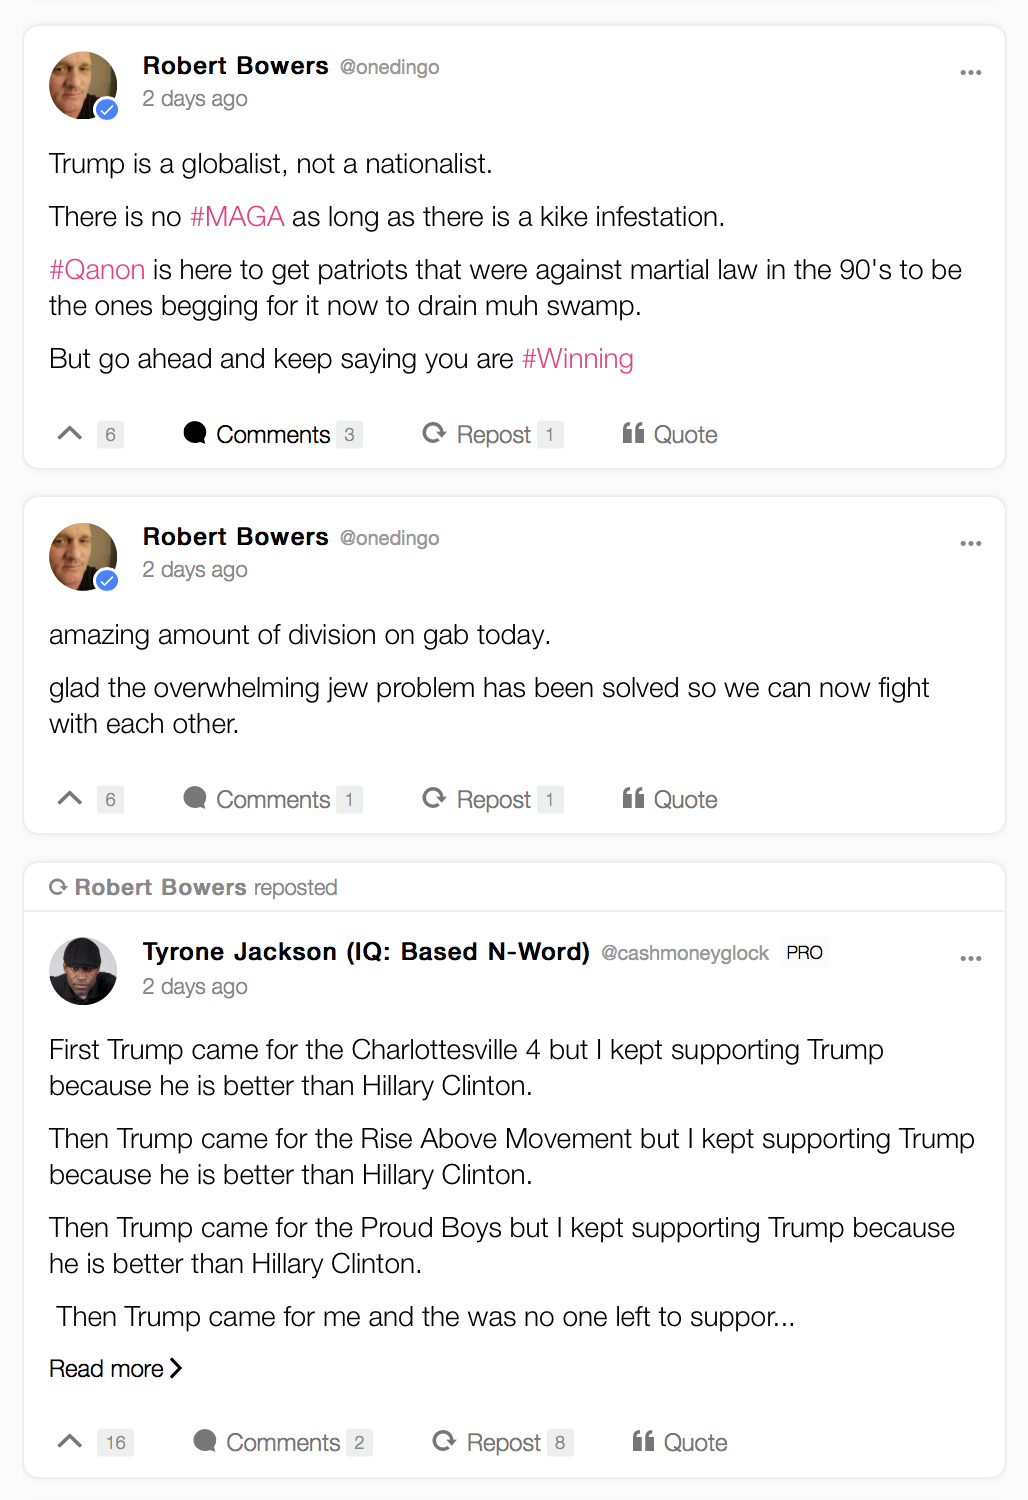 Robert Bowers @onedingo
2 days ago
Trump is a globalist, not a nationalist.
There is no #MAGA as long as there is a kike infestation.
#Qanon is here to get patriots that were against martial law in the 90's to be
the ones begging for it now to drain muh swamp.
But go ahead and keep saying you are #Winning
6 Comments 3 Repost 1 Quote
Robert Bowers @onedingo
2 days ago
amazing amount of division on gab today.
glad the overwhelming jew problem has been solved so we can now fight
with each other.
6 Comments 1 Repost 1 Quote
Robert Bowers reposted
Tyrone Jackson (IQ: Based N-Word) @cashmoneyglock PRO
2 days ago
First Trump came for the Charlottesville 4 but I kept supporting Trump
because he is better than Hillary Clinton.
Then Trump came for the Rise Above Movement but I kept supporting Trump
because he is better than Hillary Clinton.
Then Trump came for the Proud Boys but I kept supporting Trump because
he is better than Hillary Clinton.
Then Trump came for me and the was no one left to suppor...
Read more
16 Comments 2 Repost 8 Quote